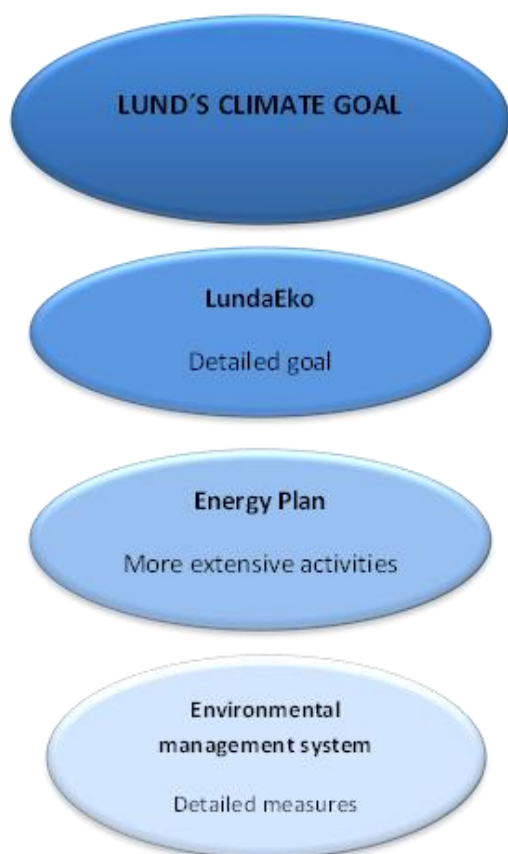 LUND´S CLIMATE GOAL
LundaEko
Detailed goal
Energy Plan
More extensive activities
Environmental
management system
Detailed measures